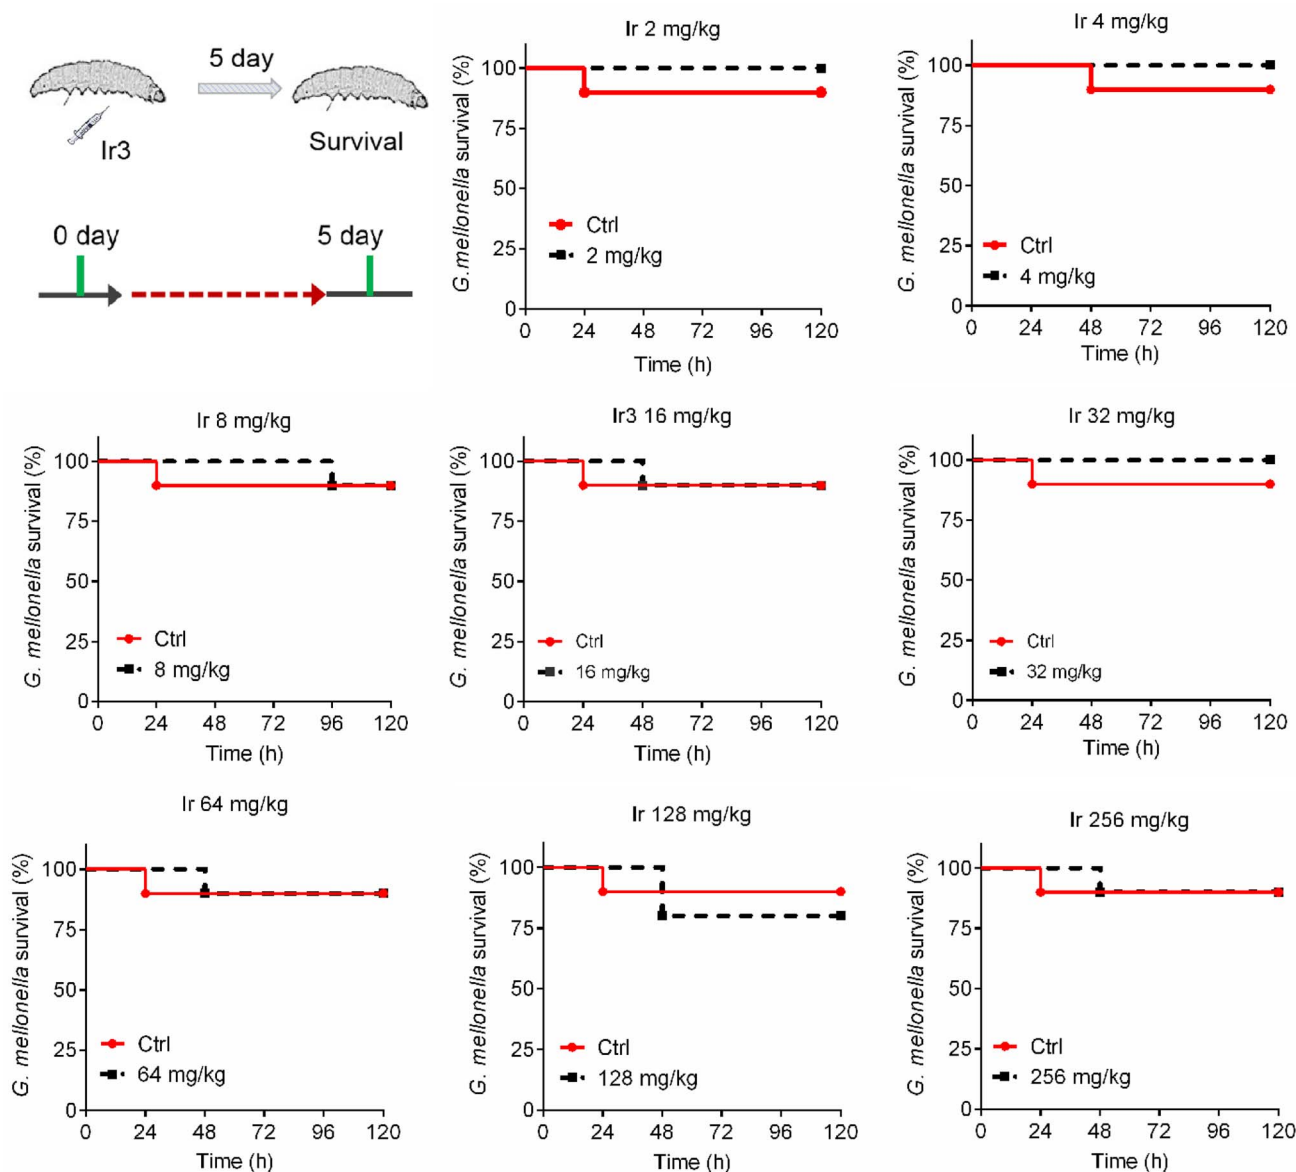 5 day
Ir3
Survival
0 day
5 day
Ir 2 mg/kg
G. mellonella survival (%)
100
75
50
25
0
Ctrl
2 mg/kg
0 24 48 72 96 120
Time (h)
Ir 4 mg/kg
G. mellonella survival (%)
100
75
50
25
0
Ctrl
4 mg/kg
0 24 48 72 96 120
Time (h)
Ir 8 mg/kg
G. mellonella survival (%)
100
75
50
25
0
Ctrl
8 mg/kg
0 24 48 72 96 120
Time (h)
Ir3 16 mg/kg
G. mellonella survival (%)
100
75
50
25
0
Ctrl
16 mg/kg
0 24 48 72 96 120
Time (h)
Ir 32 mg/kg
G. mellonella survival (%)
100
75
50
25
0
Ctrl
32 mg/kg
0 24 48 72 96 120
Time (h)
Ir 64 mg/kg
G. mellonella survival (%)
100
75
50
25
0
Ctrl
64 mg/kg
0 24 48 72 96 120
Time (h)
Ir 128 mg/kg
G. mellonella survival (%)
100
75
50
25
0
Ctrl
128 mg/kg
0 24 48 72 96 120
Time (h)
Ir 256 mg/kg
G. mellonella survival (%)
100
75
50
25
0
Ctrl
256 mg/kg
0 24 48 72 96 120
Time (h)